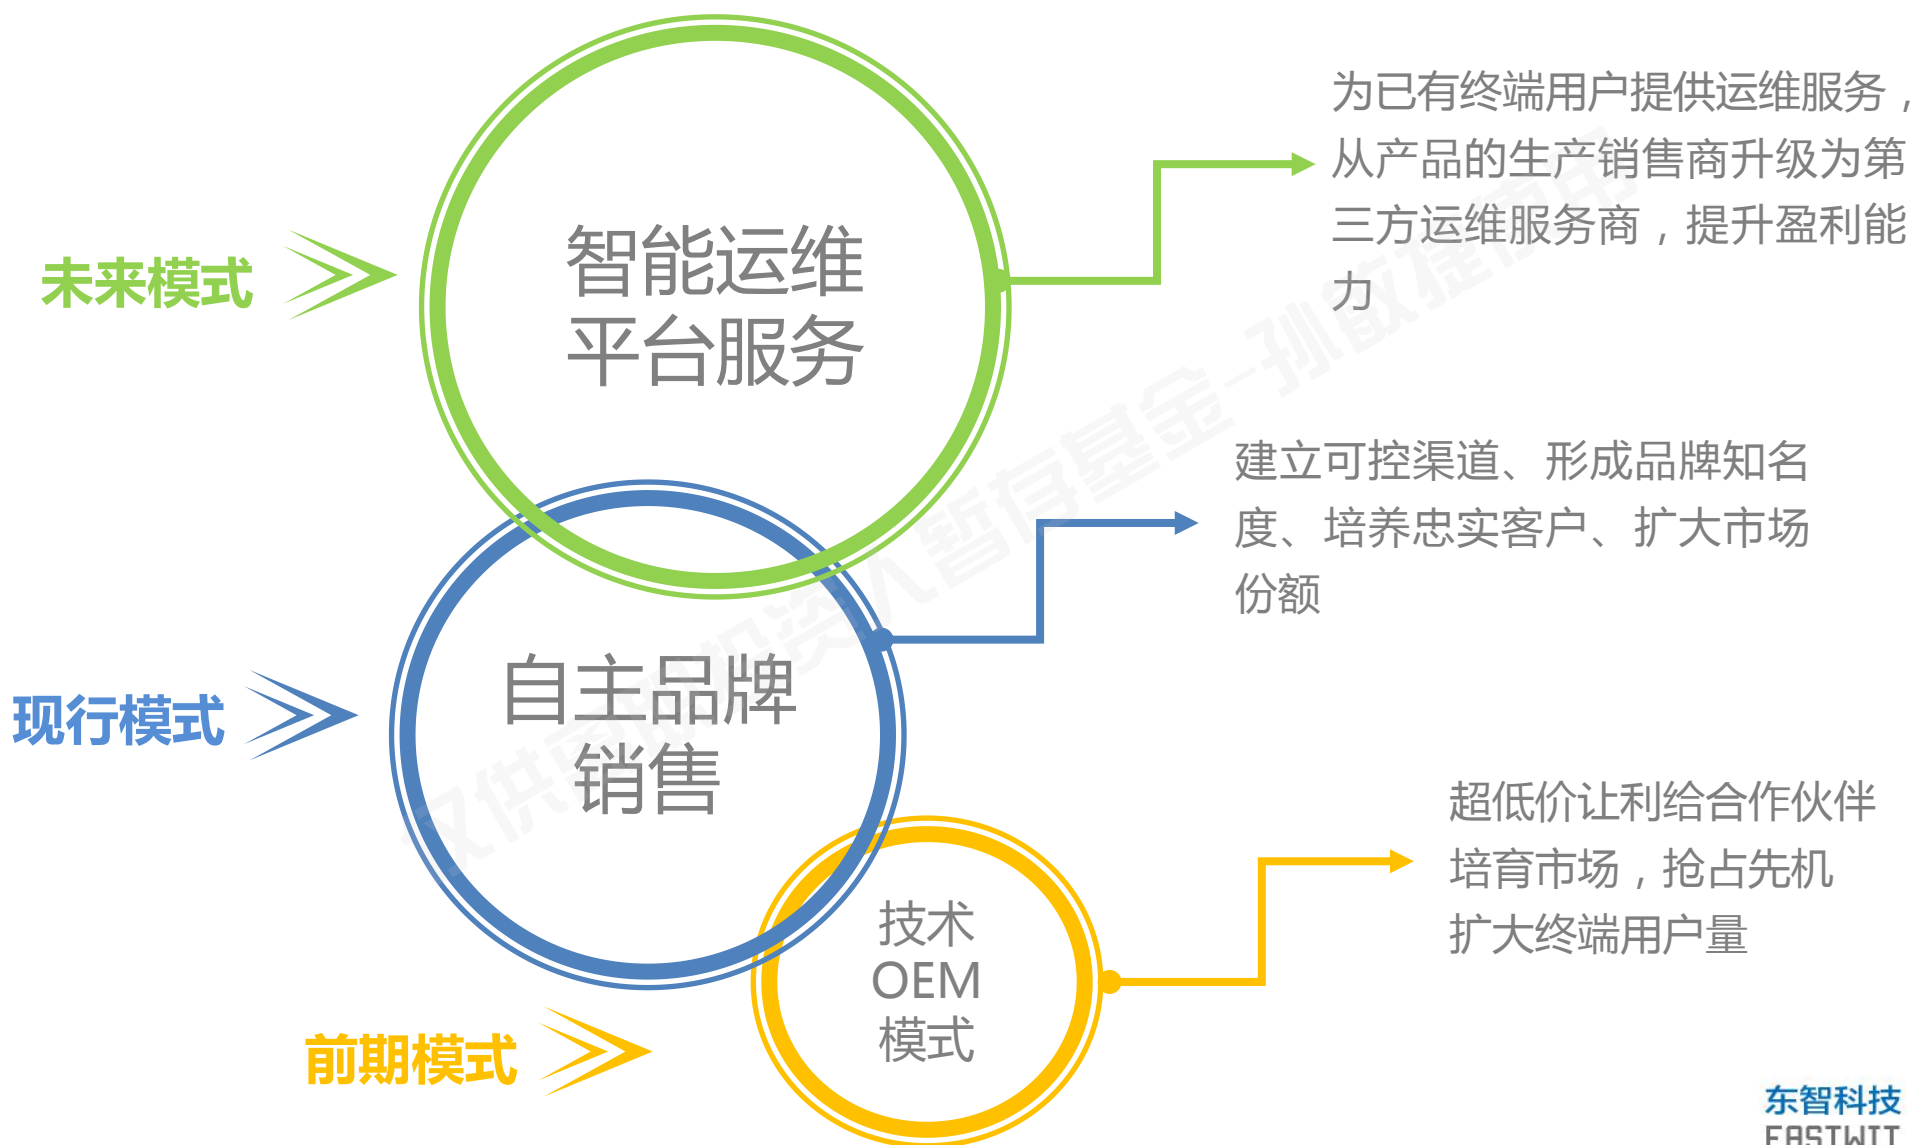 为已有终端用户提供运维服务，
从产品的生产销售商升级为第
三方运维服务商，提升盈利能
力
未来模式
智能运维
平台服务
建立可控渠道、形成品牌知名
度、培养忠实客户、扩大市场
份额
现行模式
自主品牌
销售
超低价让利给合作伙伴
培育市场，抢占先机
扩大终端用户量
前期模式
技术
OEM
模式
东智科技
EASTWIT